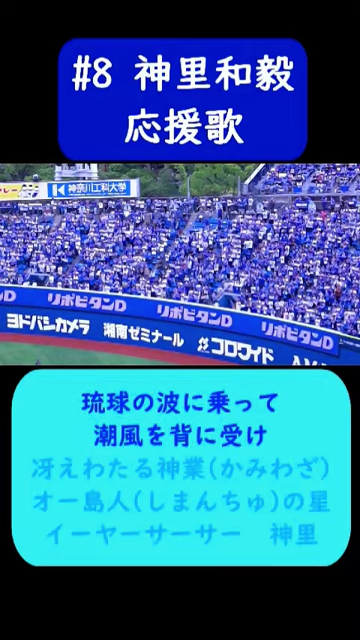 #8 神里和毅
応援歌
神奈川工科大学
リポビタンD
リポビタンD
リポビタンD
ヨドバシカメラ 湘南ゼミナール コロワイド
琉球の波に乗って
潮風を背に受け
冴えわたる神業(かみわざ)
オー島人(しまんちゅ)の星
イーヤーサーサー 神里